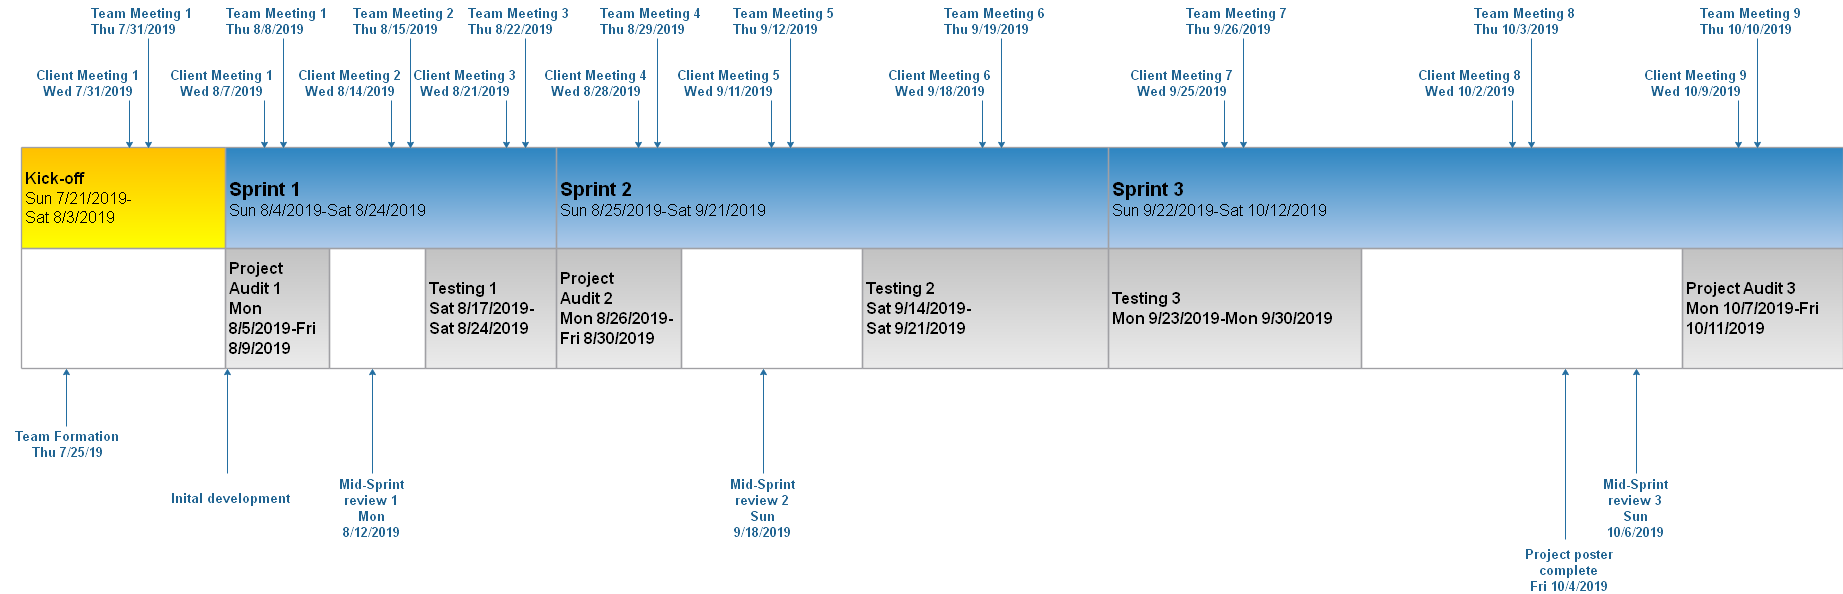 Team Meeting 1
Thu 7/31/2019
Team Meeting 1
Thu 8/8/2019
Team Meeting 2
Thu 8/15/2019
Team Meeting 3
Thu 8/22/2019
Team Meeting 4
Thu 8/29/2019
Team Meeting 5
Thu 9/12/2019
Team Meeting 6
Thu 9/19/2019
Team Meeting 7
Thu 9/26/2019
Team Meeting 8
Thu 10/3/2019
Team Meeting 9
Thu 10/10/2019
Client Meeting 1
Wed 7/31/2019
Client Meeting 1
Wed 8/7/2019
Client Meeting 2
Wed 8/14/2019
Client Meeting 3
Wed 8/21/2019
Client Meeting 4
Wed 8/28/2019
Client Meeting 5
Wed 9/11/2019
Client Meeting 6
Wed 9/18/2019
Client Meeting 7
Wed 9/25/2019
Client Meeting 8
Wed 10/2/2019
Client Meeting 9
Wed 10/9/2019
Kick-off
Sun 7/21/2019-
Sat 8/3/2019
Sprint 1
Sun 8/4/2019-Sat 8/24/2019
Sprint 2
Sun 8/25/2019-Sat 9/21/2019
Sprint 3
Sun 9/22/2019-Sat 10/12/2019
Project
Audit 1
Mon
8/5/2019-Fri
8/9/2019
Testing 1
Sat 8/17/2019-
Sat 8/24/2019
Project
Audit 2
Mon 8/26/2019-
Fri 8/30/2019
Testing 2
Sat 9/14/2019-
Sat 9/21/2019
Testing 3
Mon 9/23/2019-Mon 9/30/2019
Project Audit 3
Mon 10/7/2019-Fri
10/11/2019
Team Formation
Thu 7/25/19
Inital development
Mid-Sprint
review 1
Mon
8/12/2019
Mid-Sprint
review 2
Sun
9/18/2019
Mid-Sprint
review 3
Sun
10/6/2019
Project poster
complete
Fri 10/4/2019